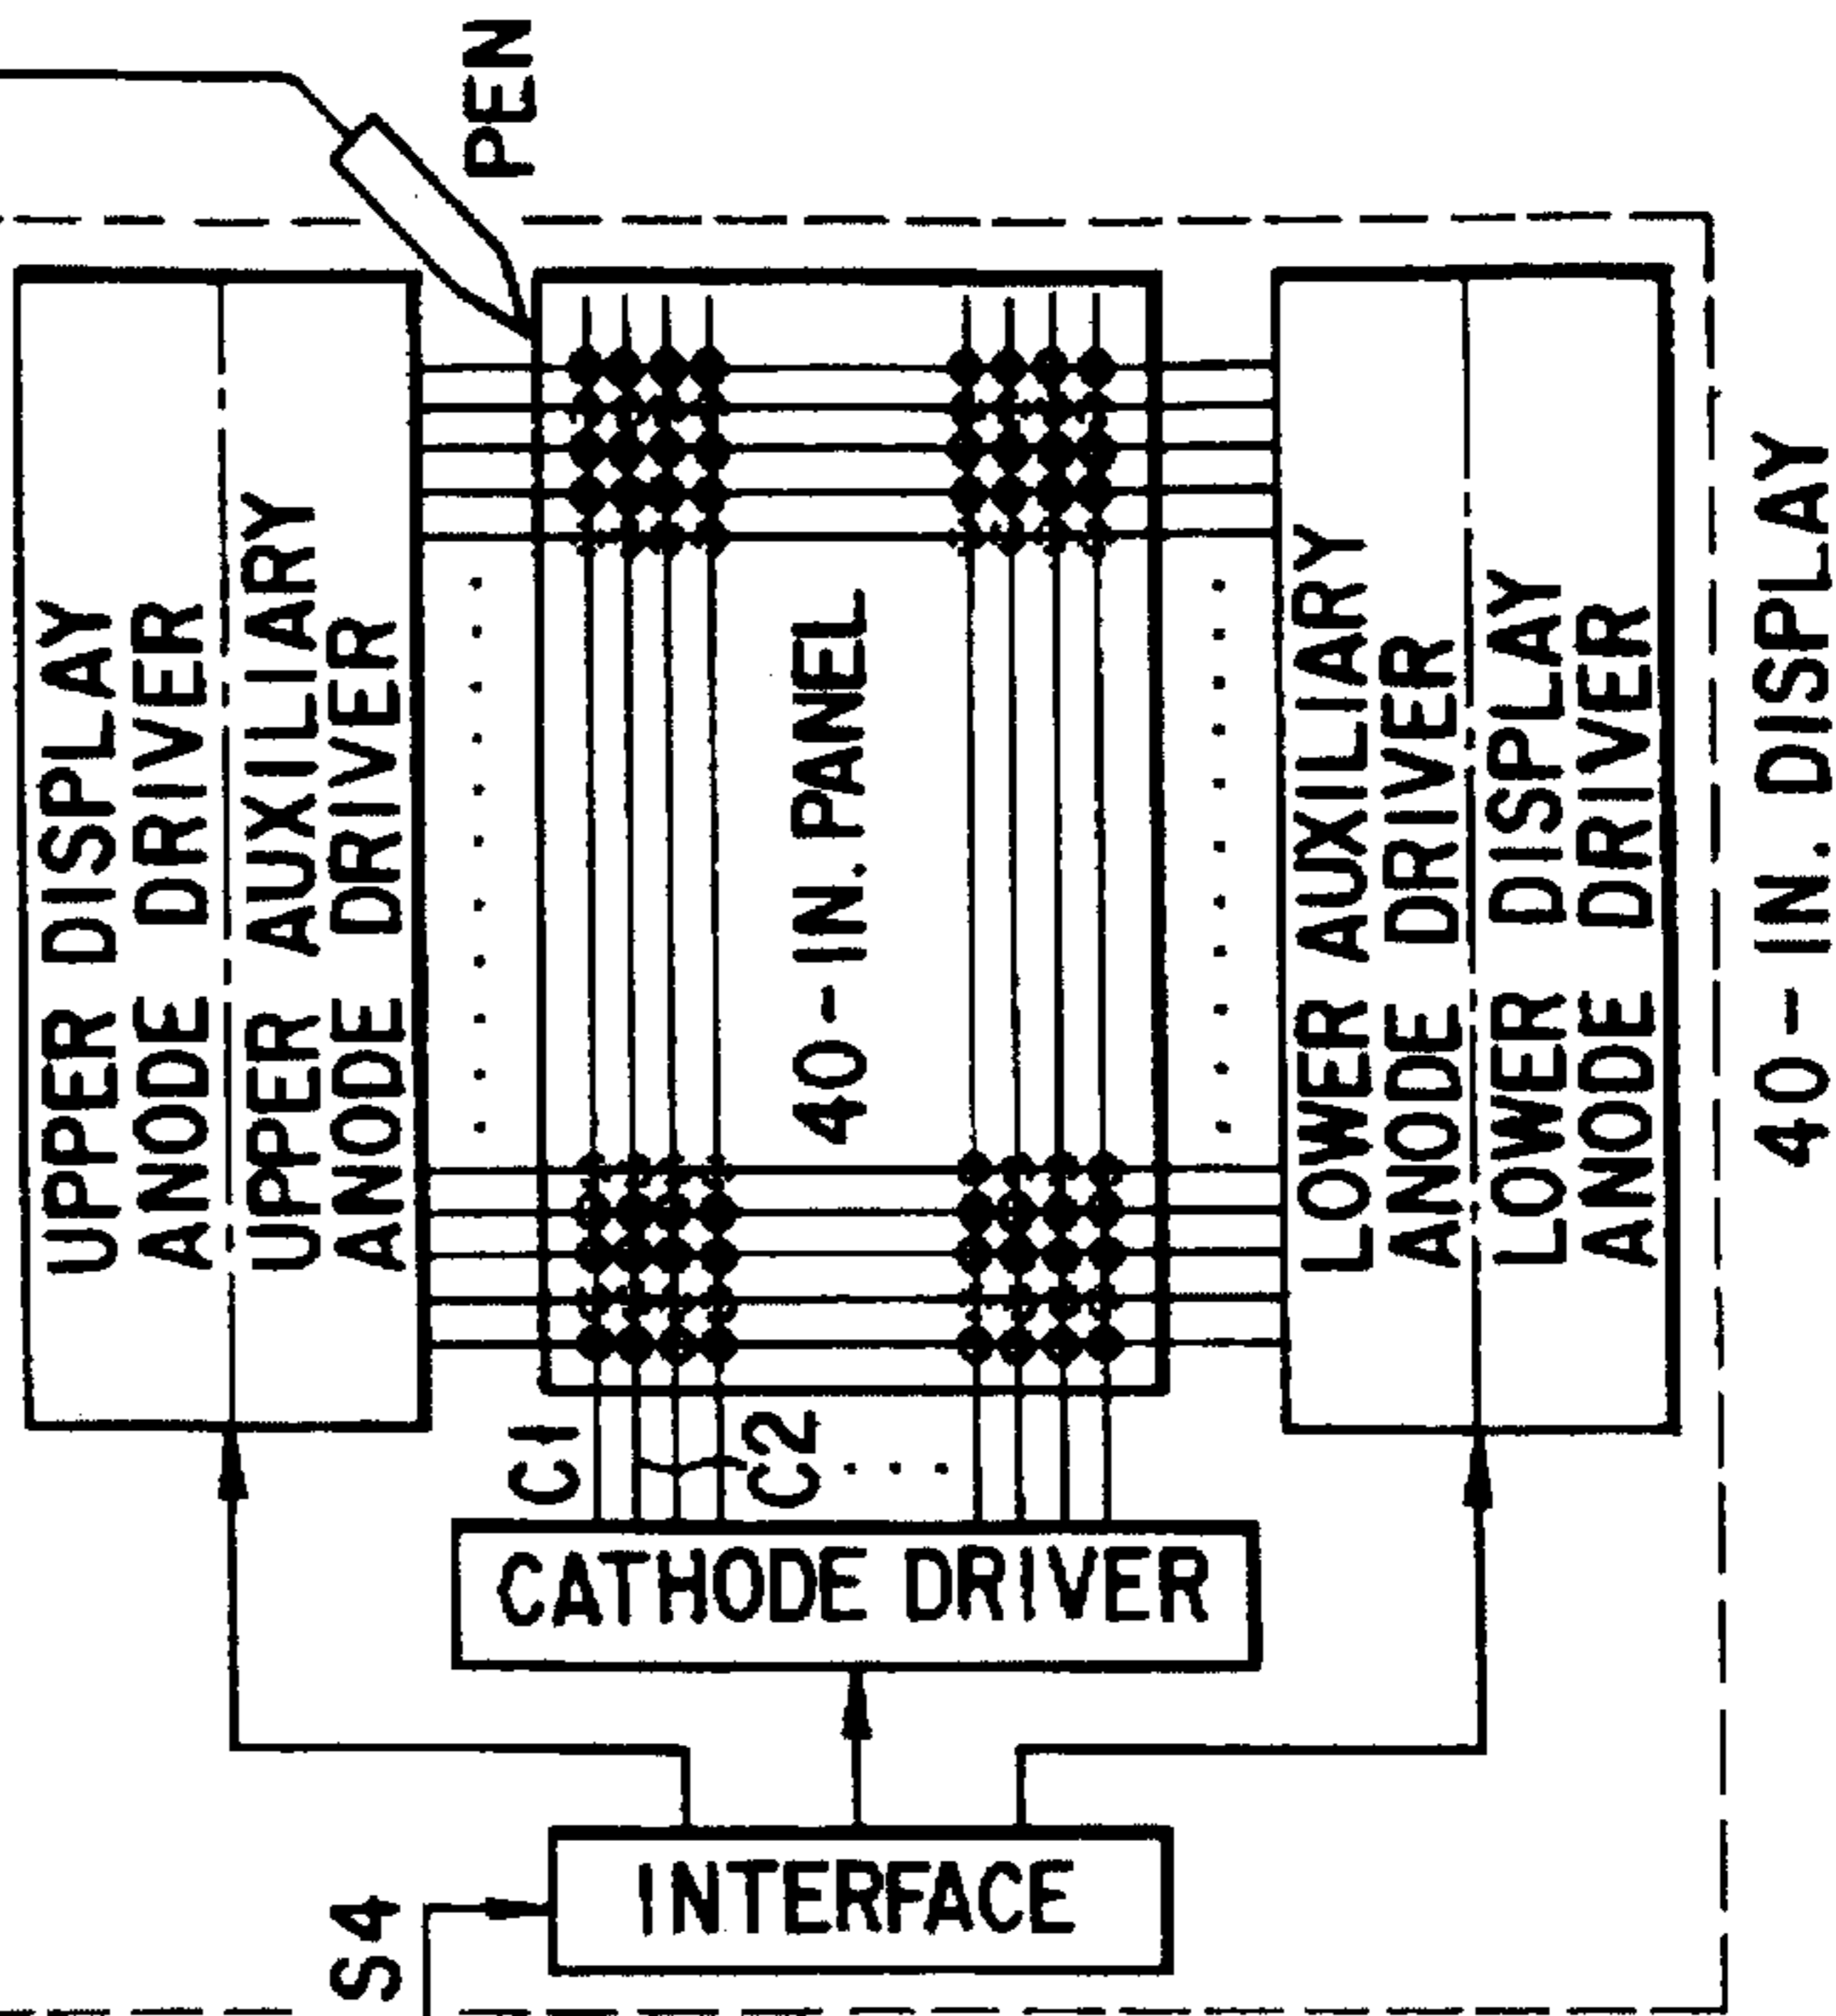 PEN
UPPER DISPLAY
ANODE DRIVER
UPPER AUXILIARY
ANODE DRIVER
40-IN. PANEL
LOWER AUXILIARY
ANODE DRIVER
LOWER DISPLAY
ANODE DRIVER
40-IN. DISPLAY
C1
C2
CATHODE DRIVER
INTERFACE
S4